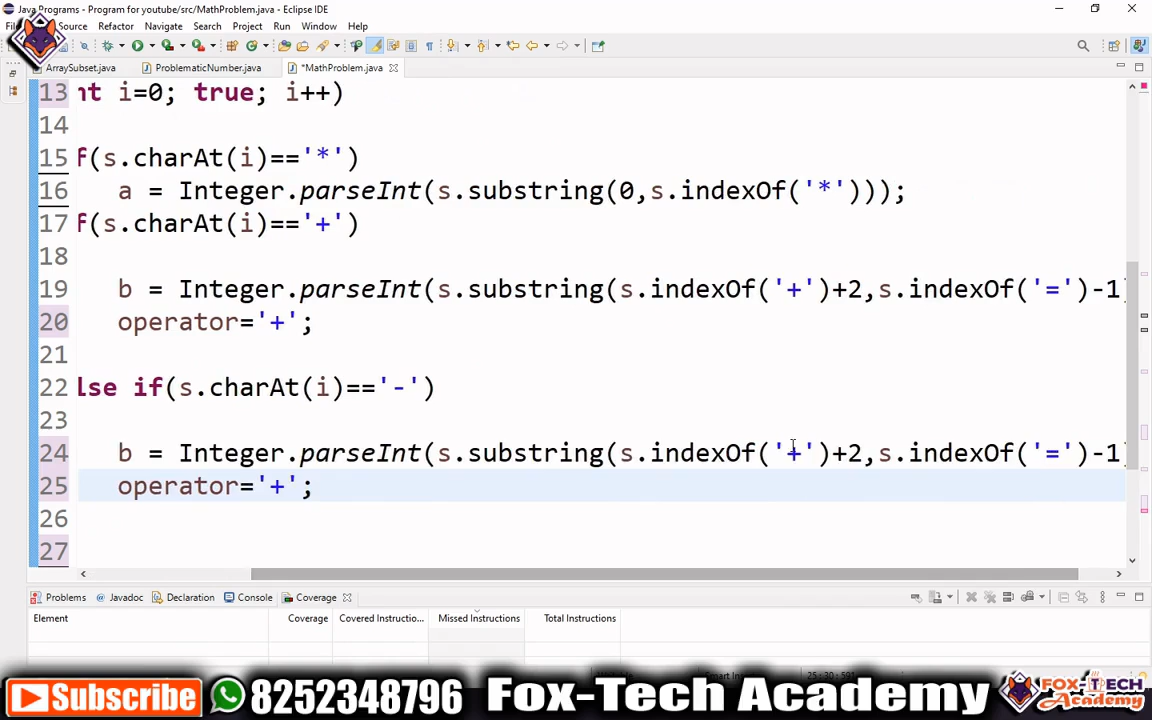 Java Programs - Program for youtube/src/MathProblem.java - Eclipse IDE
Source Refactor Navigate Search Project Run Window Help
ArraySubset.java ProblematicNumber.java *MathProblem.java
13 nt i=0; true; i++)
14
15 f(s.charAt(i)=='*')
16 a = Integer.parseInt(s.substring(0,s.indexOf('*')));
17 f(s.charAt(i)=='+')
18
19 b = Integer.parseInt(s.substring(s.indexOf('+')+2,s.indexOf('=')-1)
20 operator='+';
21
22 lse if(s.charAt(i)=='-')
23
24 b = Integer.parseInt(s.substring(s.indexOf('+')+2,s.indexOf('=')-1)
25 operator='+';
26
27
Problems @ Javadoc Declaration Console Coverage
Element Coverage Covered Instructio... Missed Instructions Total Instructions
Subscribe 8252348796 Fox-Tech Academy FOX-TECH Academy